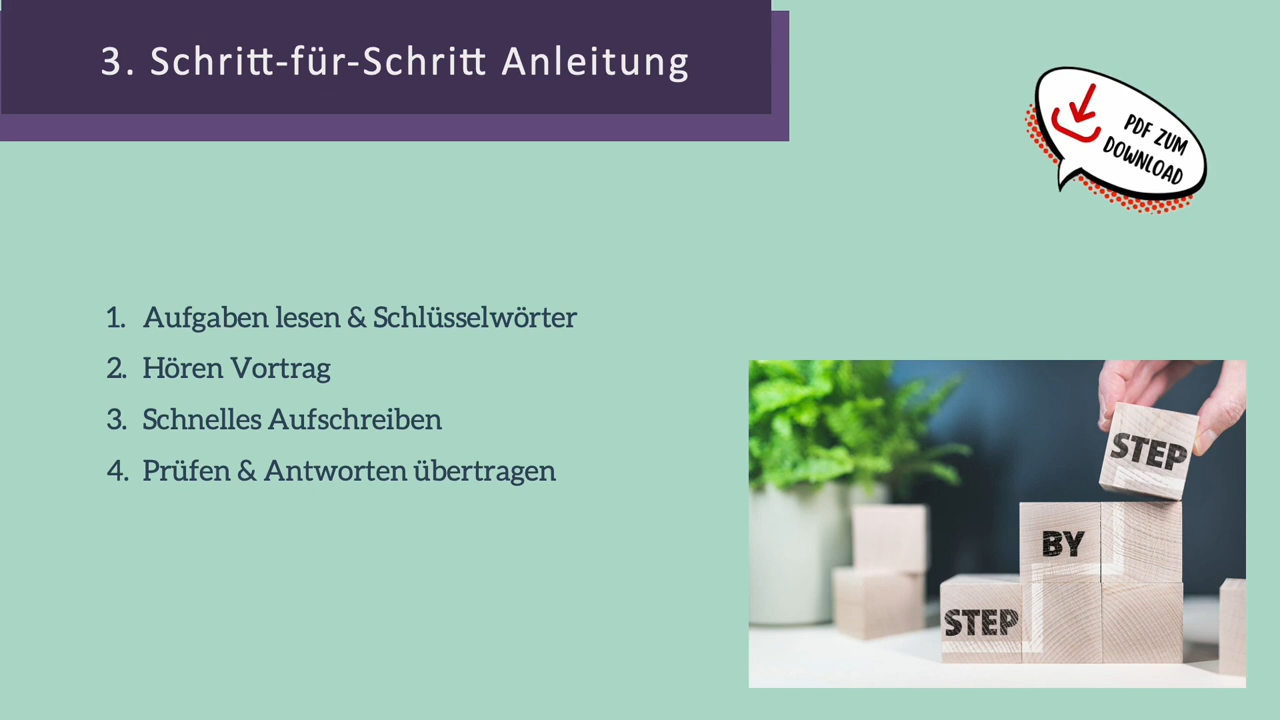 3. Schritt-für-Schritt Anleitung
PDF ZUM
DOWNLOAD
1. Aufgaben lesen & Schlüsselwörter
2. Hören Vortrag
3. Schnelles Aufschreiben
4. Prüfen & Antworten übertragen
STEP
BY
STEP